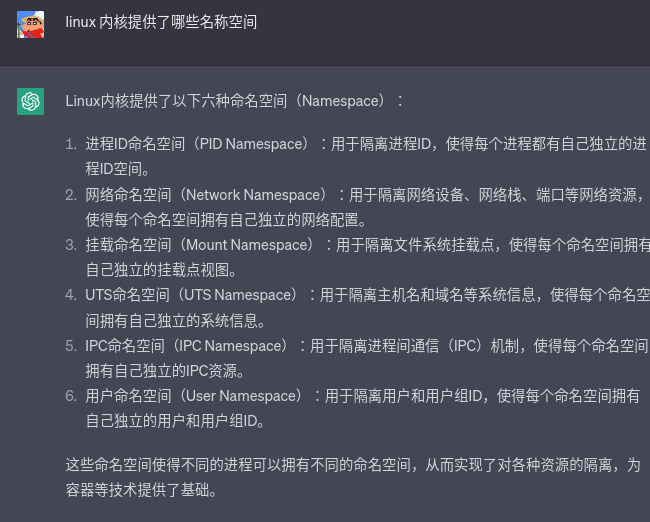 linux 内核提供了哪些名称空间
Linux内核提供了以下六种命名空间（Namespace）：
1. 进程ID命名空间（PID Namespace）：用于隔离进程ID，使得每个进程都有自己独立的进
程ID空间。
2. 网络命名空间（Network Namespace）：用于隔离网络设备、网络栈、端口等网络资源，
使得每个命名空间拥有自己独立的网络配置。
3. 挂载命名空间（Mount Namespace）：用于隔离文件系统挂载点，使得每个命名空间拥有
自己独立的挂载点视图。
4. UTS命名空间（UTS Namespace）：用于隔离主机名和域名等系统信息，使得每个命名空
间拥有自己独立的系统信息。
5. IPC命名空间（IPC Namespace）：用于隔离进程间通信（IPC）机制，使得每个命名空间
拥有自己独立的IPC资源。
6. 用户命名空间（User Namespace）：用于隔离用户和用户组ID，使得每个命名空间拥有
自己独立的用户和用户组ID。
这些命名空间使得不同的进程可以拥有不同的命名空间，从而实现了对各种资源的隔离，为
容器等技术提供了基础。